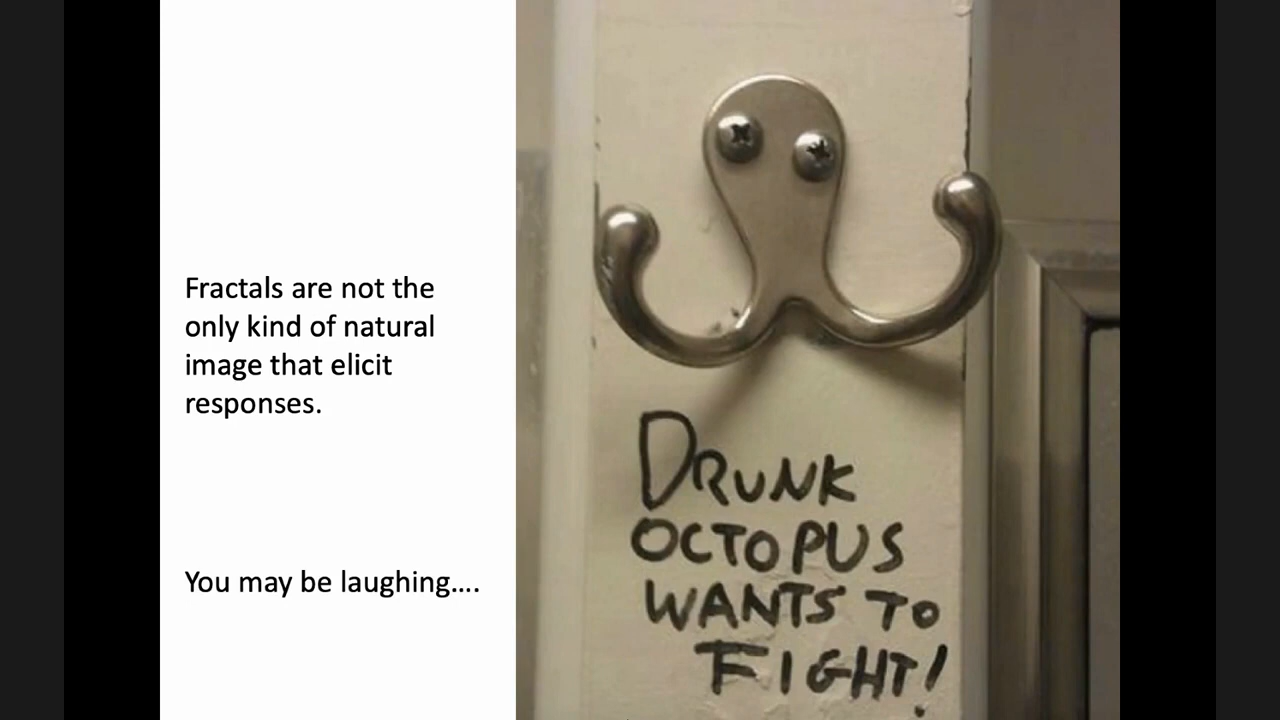 Fractals are not the
only kind of natural
image that elicit
responses.
You may be laughing....
DRUNK
OCTOPUS
WANTS TO
FIGHT!